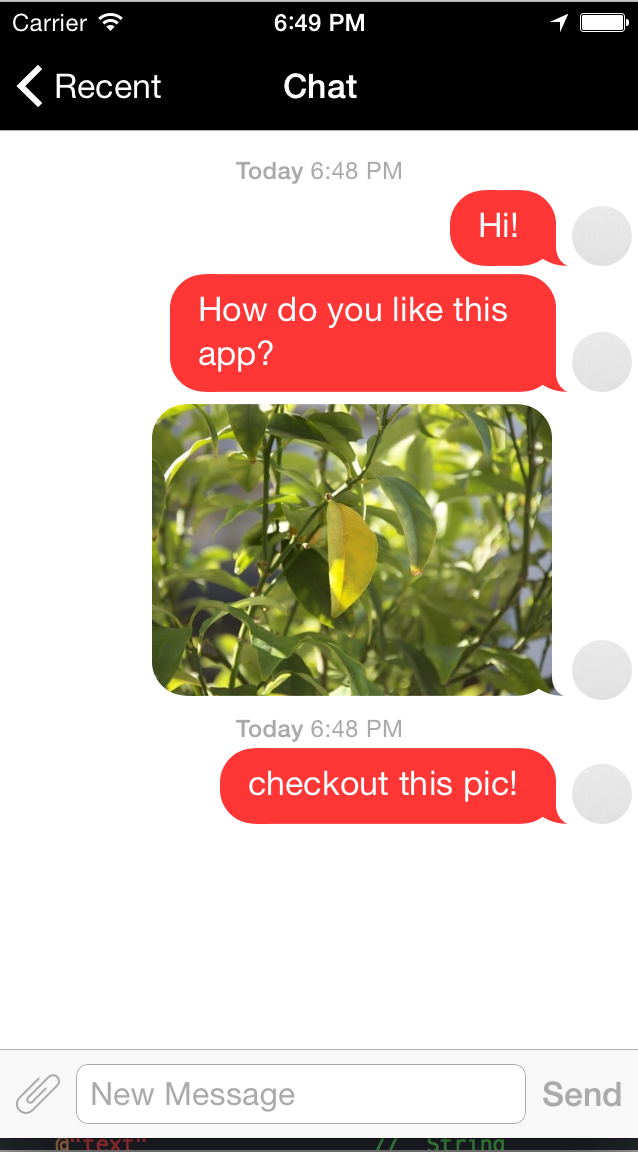 Carrier 6:49 PM
Recent Chat
Today 6:48 PM
Hi!
How do you like this
app?
Today 6:48 PM
checkout this pic!
New Message Send
@"text" // String